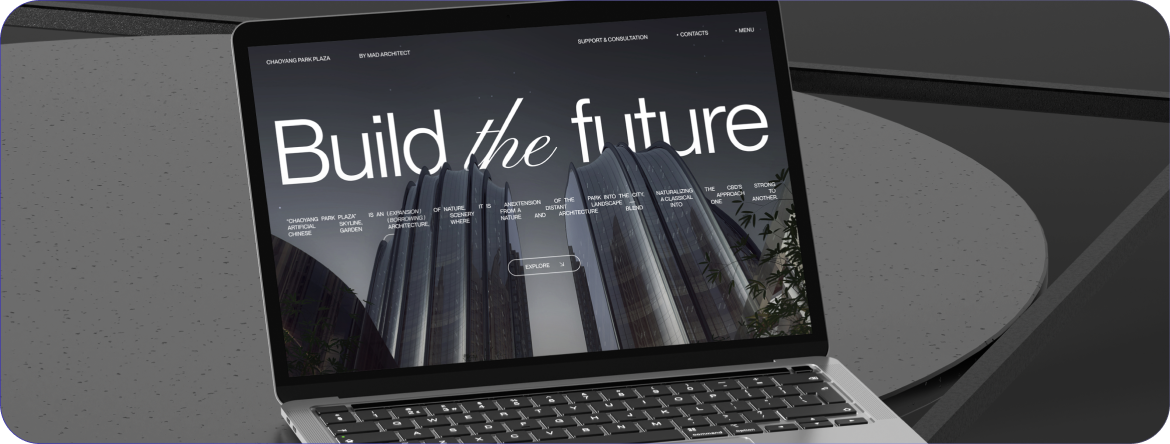 CHAOYANG PARK PLAZA
BY MAD ARCHITECT
SUPPORT & CONSULTATION
• CONTACTS
• MENU
Build the future
"CHAOYANG PARK PLAZA" IS AN (EXPANSION) OF NATURE. IT IS ANEXTENSION OF THE PARK INTO THE CITY, NATURALIZING THE CBD'S STRONG
ARTIFICIAL SKYLINE, (BORROWING) SCENERY FROM A DISTANT LANDSCAPE — A CLASSICAL APPROACH TO
CHINESE GARDEN ARCHITECTURE, WHERE NATURE AND ARCHITECTURE BLEND INTO ONE ANOTHER.
EXPLORE